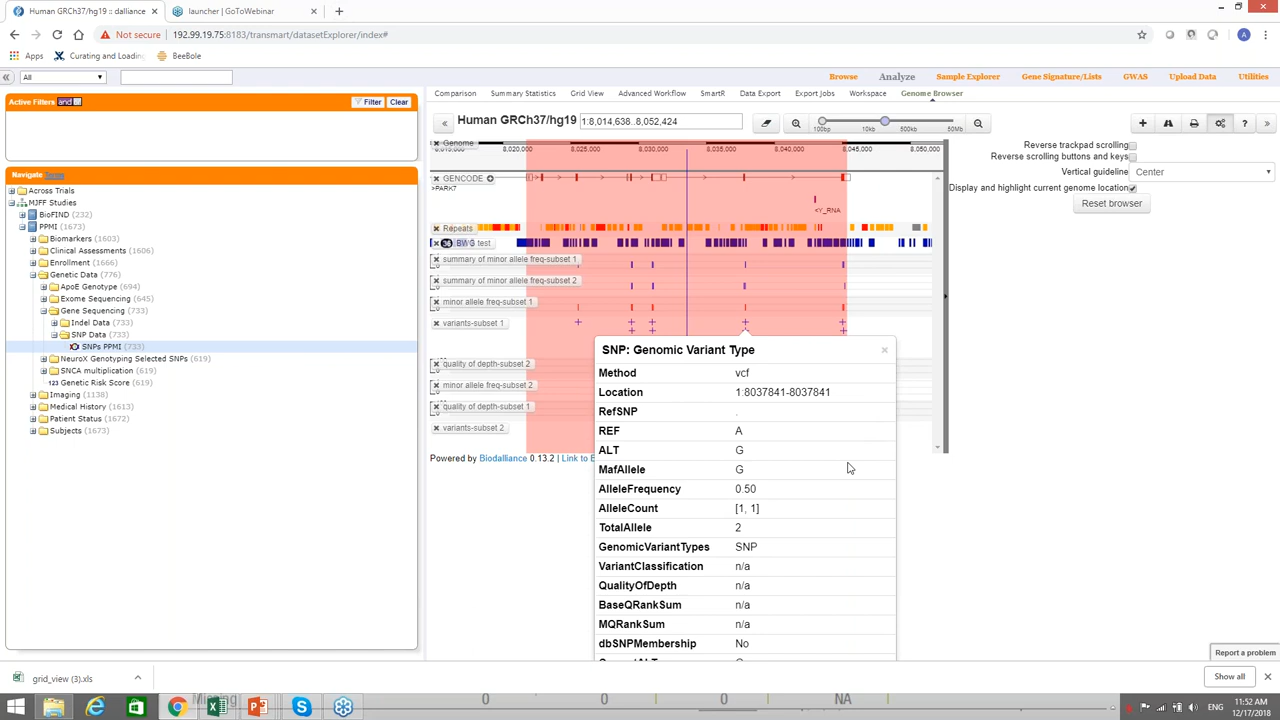 Human GRCh37/hg19 :: dalliance
launcher | GoToWebinar
Not secure | 192.99.19.75:8183/transmart/datasetExplorer/index#
A
Apps Curating and Loading BeeBole
All
Browse Analyze Sample Explorer Gene Signature/Lists GWAS Upload Data Utilities
Active Filters and
Filter Clear
Comparison Summary Statistics Grid View Advanced Workflow SmartR Data Export Export Jobs Workspace Genome Browser
Human GRCh37/hg19 1:8,014,638..8,052,424
100bp 10kb 500kb 50Mb
Genome
8,020,000 8,025,000 8,030,000 8,035,000 8,040,000 8,045,000 8,050,000
Reverse trackpad scrolling
Reverse scrolling buttons and keys
Vertical guideline Center
Display and highlight current genome location
Reset browser
Navigate Terms
Across Trials
MJFF Studies
BioFIND (232)
PPMI (1673)
Biomarkers (1603)
Clinical Assessments (1606)
Enrollment (1666)
Genetic Data (776)
ApoE Genotype (694)
Exome Sequencing (645)
Gene Sequencing (733)
Indel Data (733)
SNP Data (733)
SNPs PPMI (733)
NeuroX Genotyping Selected SNPs (619)
SNCA multiplication (619)
123 Genetic Risk Score (619)
Imaging (1138)
Medical History (1613)
Patient Status (1672)
Subjects (1673)
GENCODE
>PARK7
<Y_RNA
Repeats
BWG test
summary of minor allele freq-subset 1
summary of minor allele freq-subset 2
minor allele freq-subset 1
variants-subset 1
quality of depth-subset 2
minor allele freq-subset 2
quality of depth-subset 1
variants-subset 2
Powered by Biodalliance 0.13.2 | Link to E
SNP: Genomic Variant Type ×
Method vcf
Location 1:8037841-8037841
RefSNP .
REF A
ALT G
MafAllele G
AlleleFrequency 0.50
AlleleCount [1, 1]
TotalAllele 2
GenomicVariantTypes SNP
VariantClassification n/a
QualityOfDepth n/a
BaseQRankSum n/a
MQRankSum n/a
dbSNPMembership No
Report a problem
grid_view (3).xls
Show all
Missing 0 0 NA
ENG
11:52 AM
12/17/2018